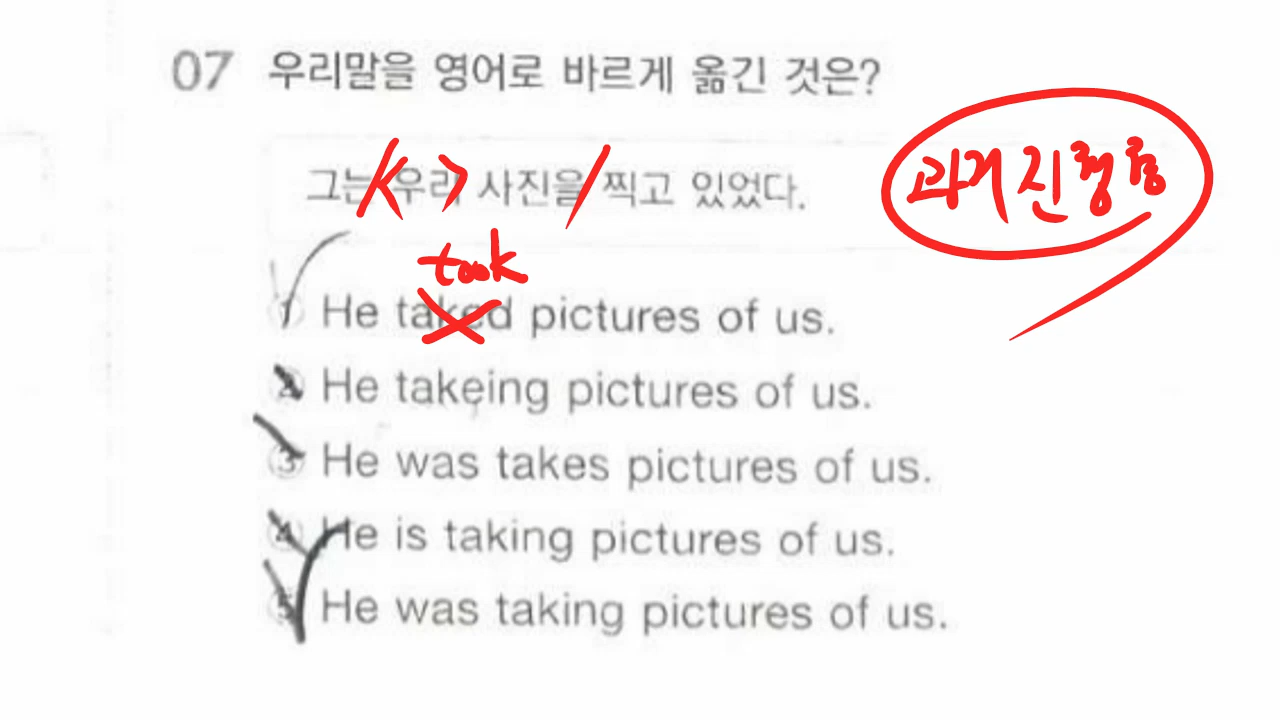 07 우리말을 영어로 바르게 옮긴 것은?
그는 우리 사진을 찍고 있었다.
과거진행형
took
① He taked pictures of us.
② He takeing pictures of us.
③ He was takes pictures of us.
④ He is taking pictures of us.
⑤ He was taking pictures of us.